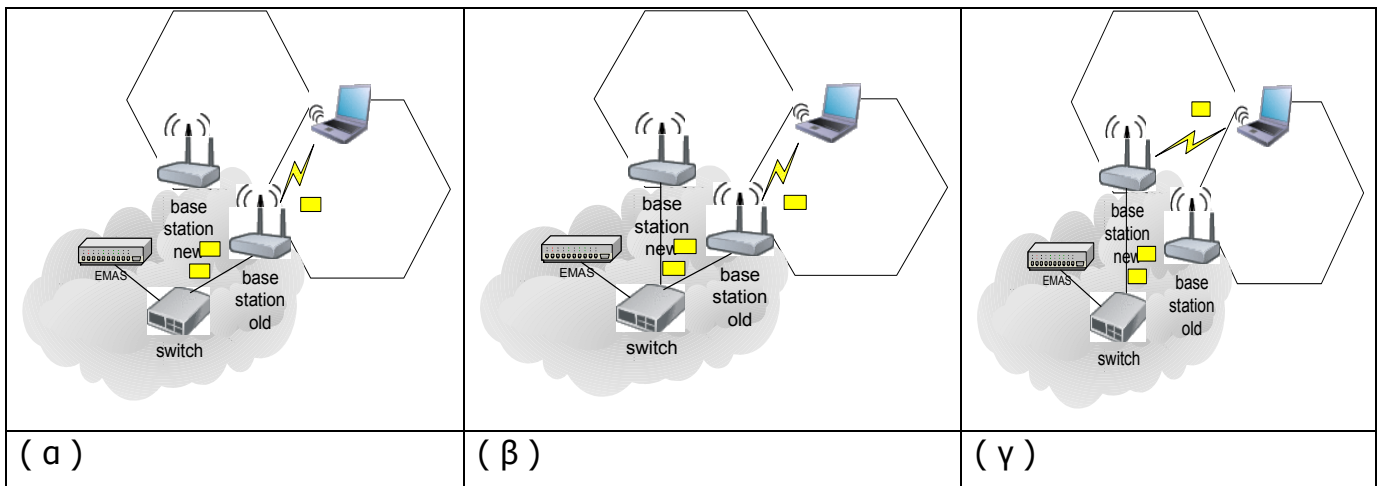 base
station
new
EMAS
base
station
old
switch
base
station
new
EMAS
base
station
old
switch
base
station
new
EMAS
base
station
old
switch
( α )
( β )
( γ )